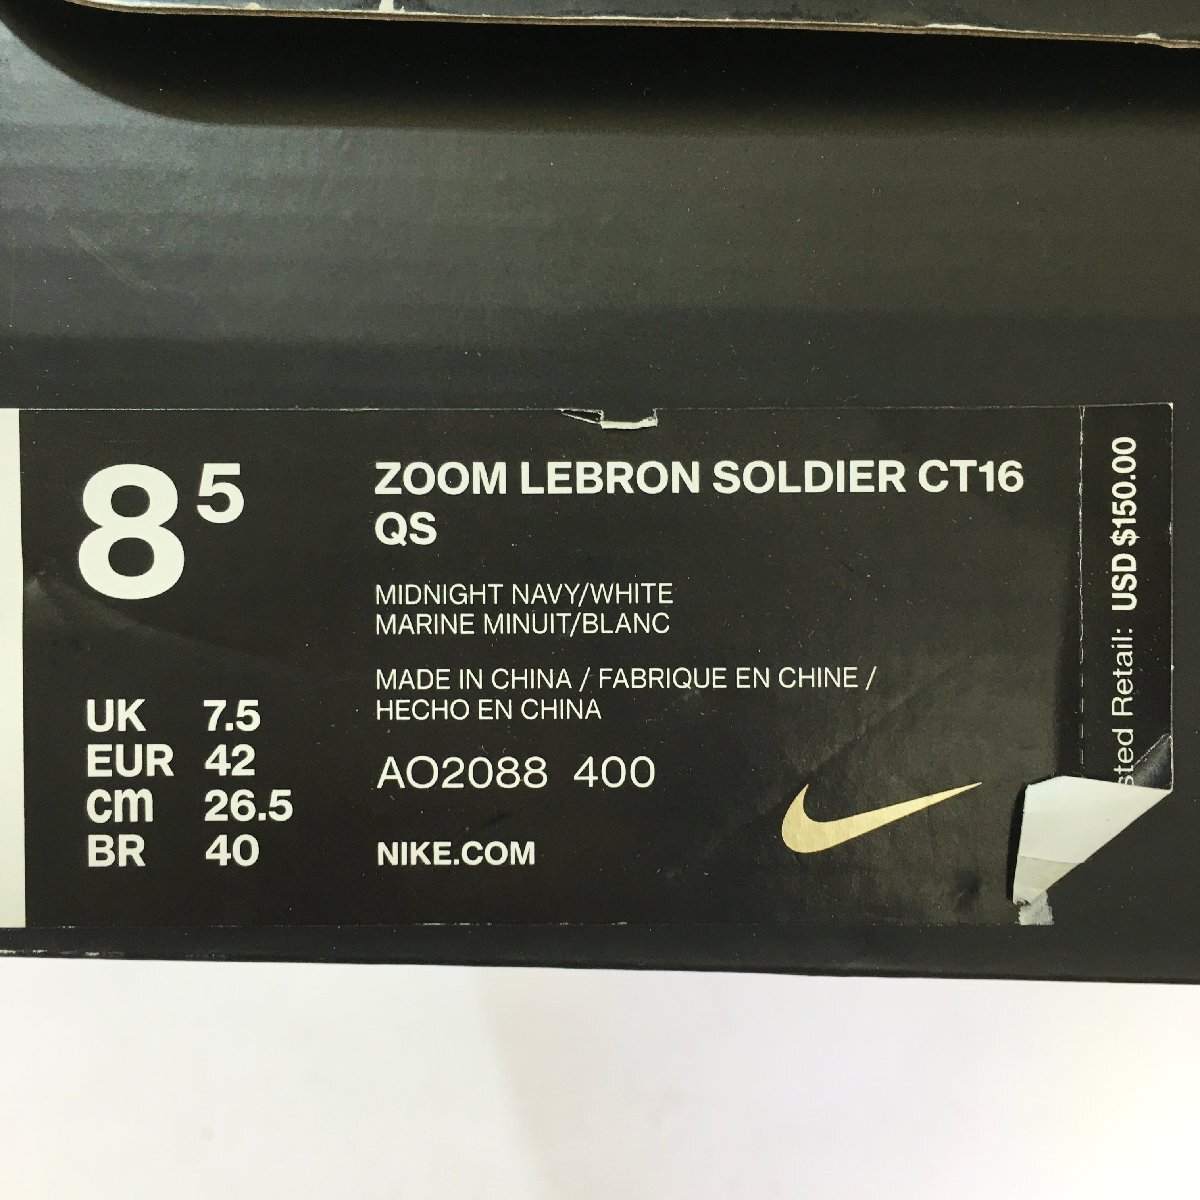 8 5
UK 7.5
EUR 42
cm 26.5
BR 40
ZOOM LEBRON SOLDIER CT16
QS
MIDNIGHT NAVY/WHITE
MARINE MINUIT/BLANC
MADE IN CHINA / FABRIQUE EN CHINE /
HECHO EN CHINA
AO2088 400
NIKE.COM
Retail: USD $150.00